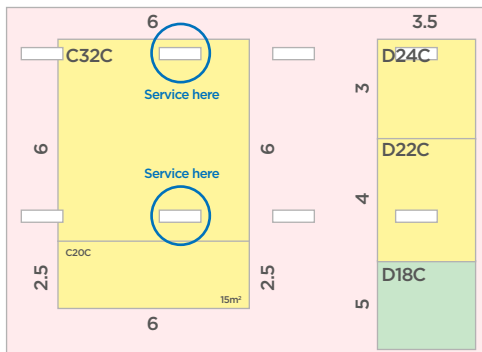 6
3.5
C32C
D24C
Service here
3
6
6
D22C
Service here
4
C20C
D18C
2.5
2.5
15m²
5
6